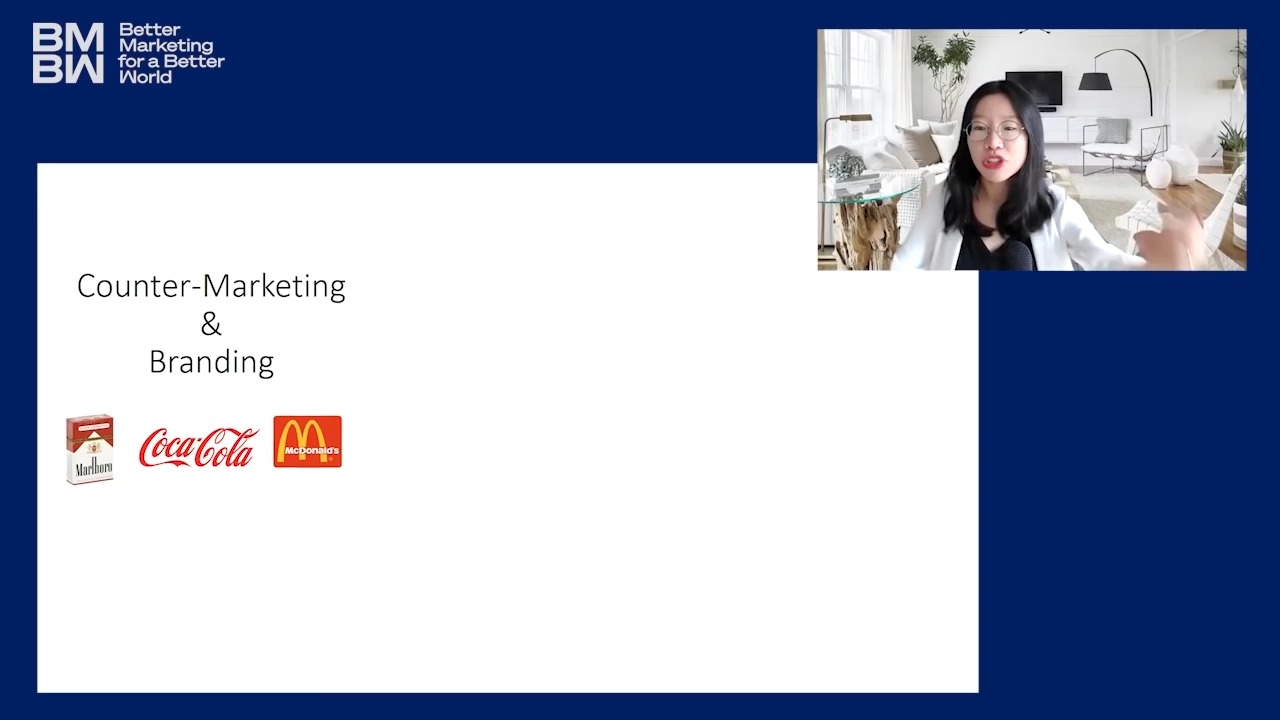 BM
BW
Better
Marketing
for a Better
World
Counter-Marketing
&
Branding
Marlboro
Coca-Cola
McDonald's